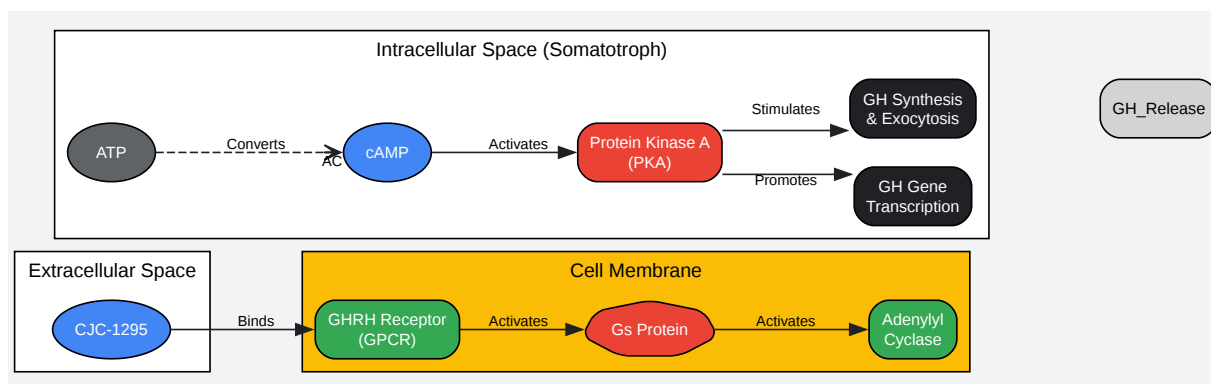 Intracellular Space (Somatotroph)
ATP
Converts
AC
cAMP
Activates
Protein Kinase A
(PKA)
Stimulates
Promotes
GH Synthesis
& Exocytosis
GH Gene
Transcription
GH_Release
Extracellular Space
CJC-1295
Binds
Cell Membrane
GHRH Receptor
(GPCR)
Activates
Gs Protein
Activates
Adenylyl
Cyclase